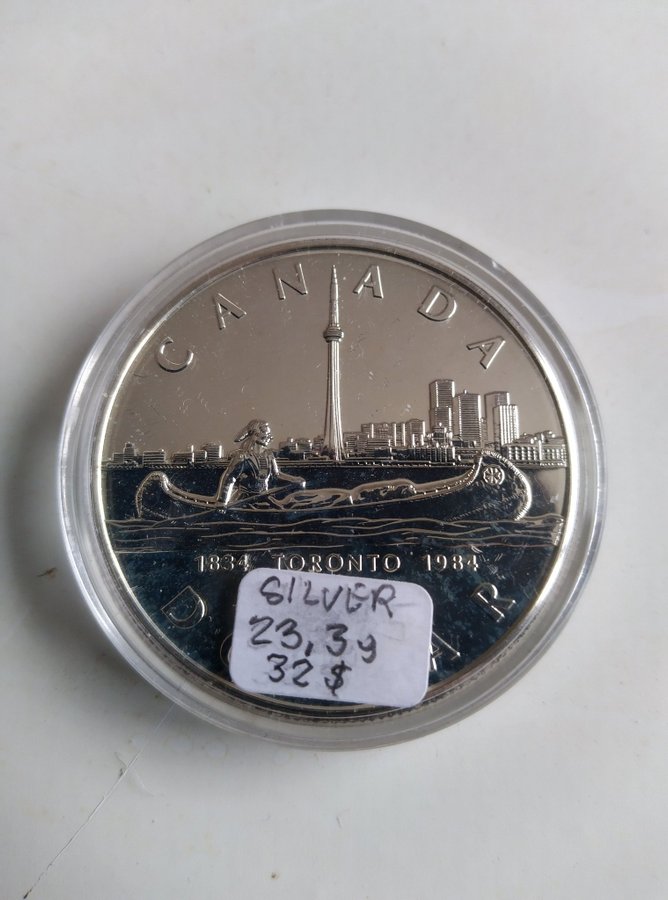 CANADA
1834 TORONTO 1984
SILVER
23,3g
32 $